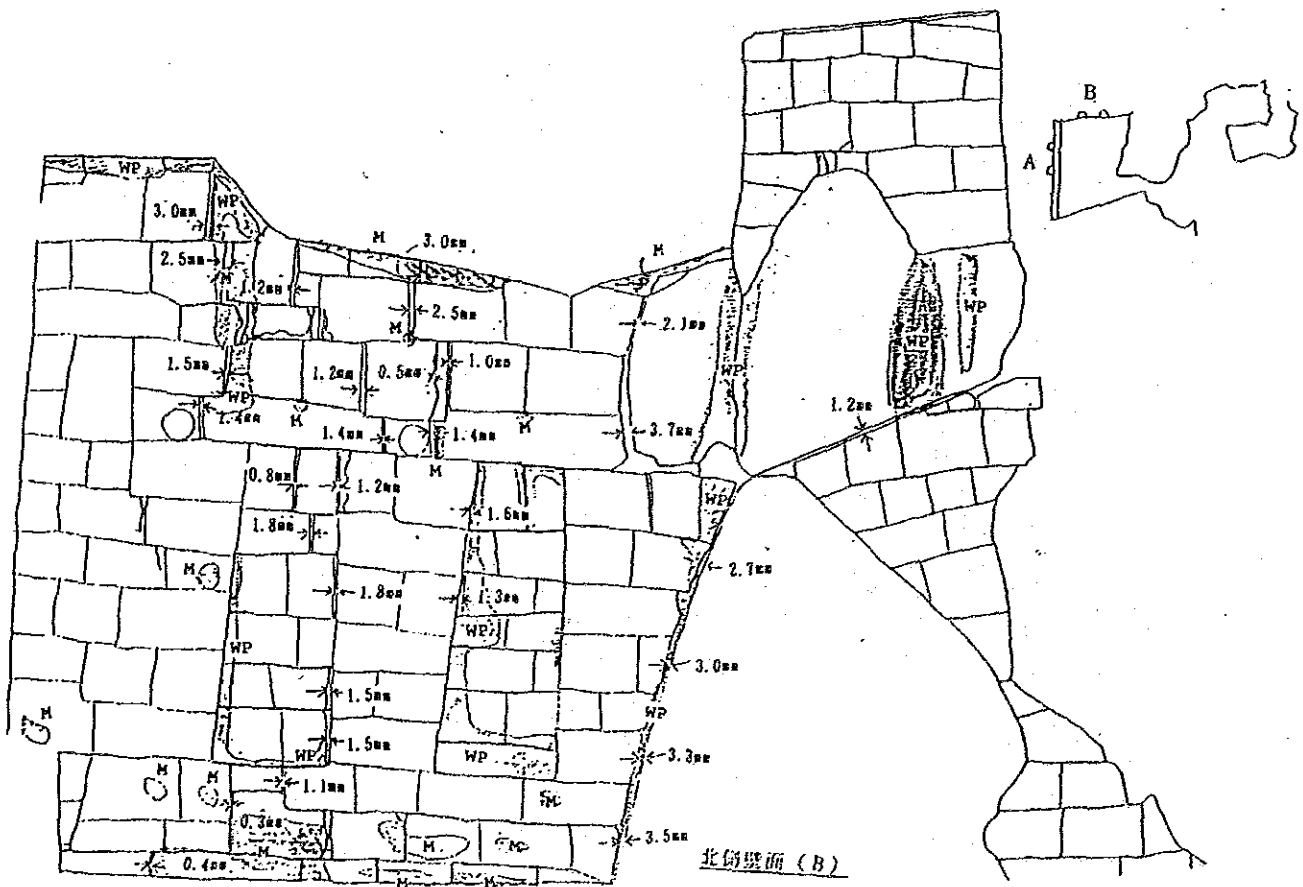 B
A
WP
3.0mm
WP
M
3.0mm
M
2.5mm
M
1.2mm
2.5mm
M
2.1mm
WP
1.5mm
1.2mm
0.5mm
1.0mm
WP
WP
WP
M
M
1.2mm
1.4mm
1.4mm
1.4mm
3.7mm
M
0.8mm
1.2mm
WP
1.8mm
1.6mm
M
2.7mm
1.8mm
1.3mm
WP
WP
3.0mm
1.5mm
M
WP
1.5mm
WP
WP
3.3mm
M
M
1.1mm
M
0.3mm
M
M
M
3.5mm
0.4mm
M
M
北側壁面 (B)